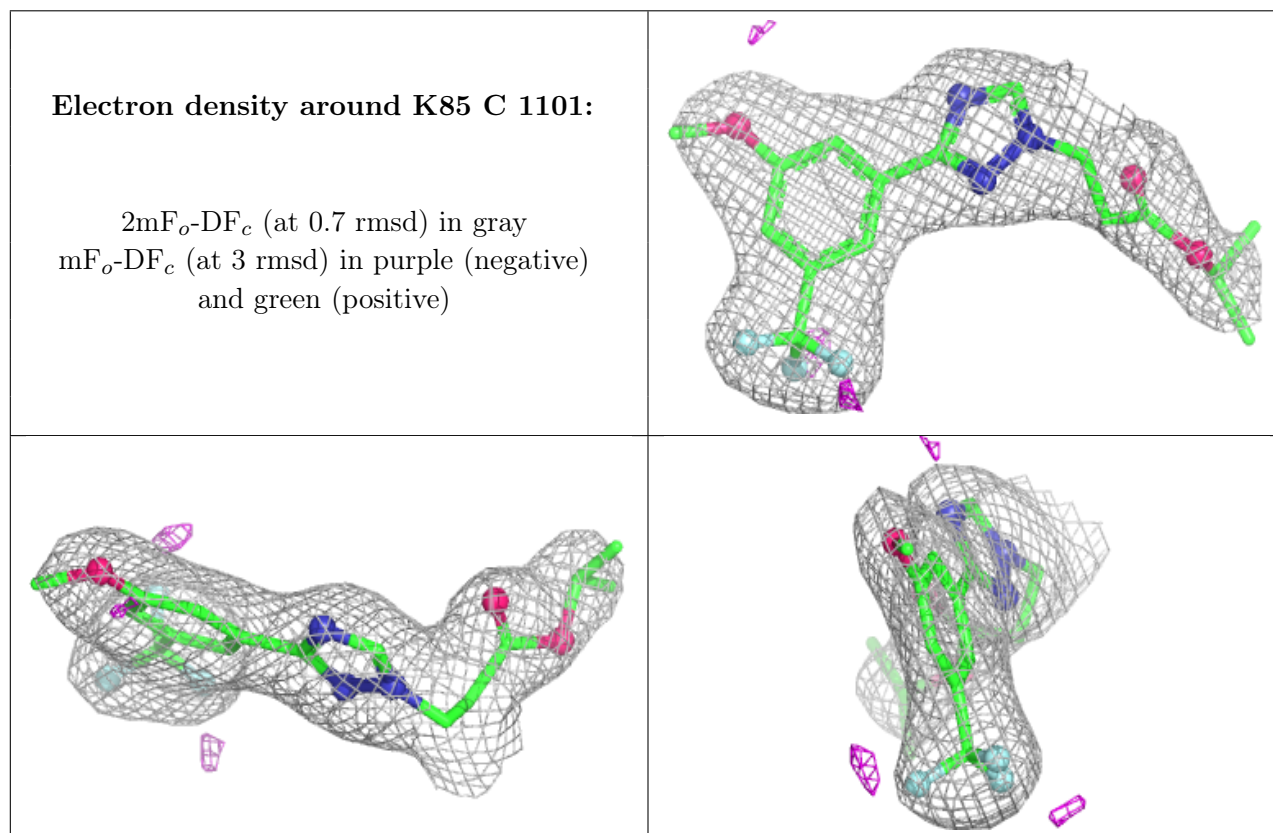 Electron density around K85 C 1101:
2mFo-DFc (at 0.7 rmsd) in gray
mFo-DFc (at 3 rmsd) in purple (negative)
and green (positive)